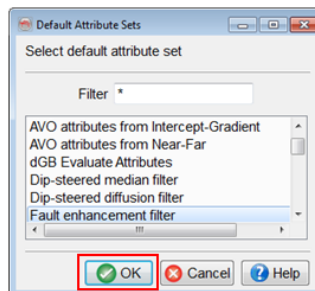 Default Attribute Sets
Select default attribute set
Filter *
AVO attributes from Intercept-Gradient
AVO attributes from Near-Far
dGB Evaluate Attributes
Dip-steered median filter
Dip-steered diffusion filter
Fault enhancement filter
OK Cancel Help